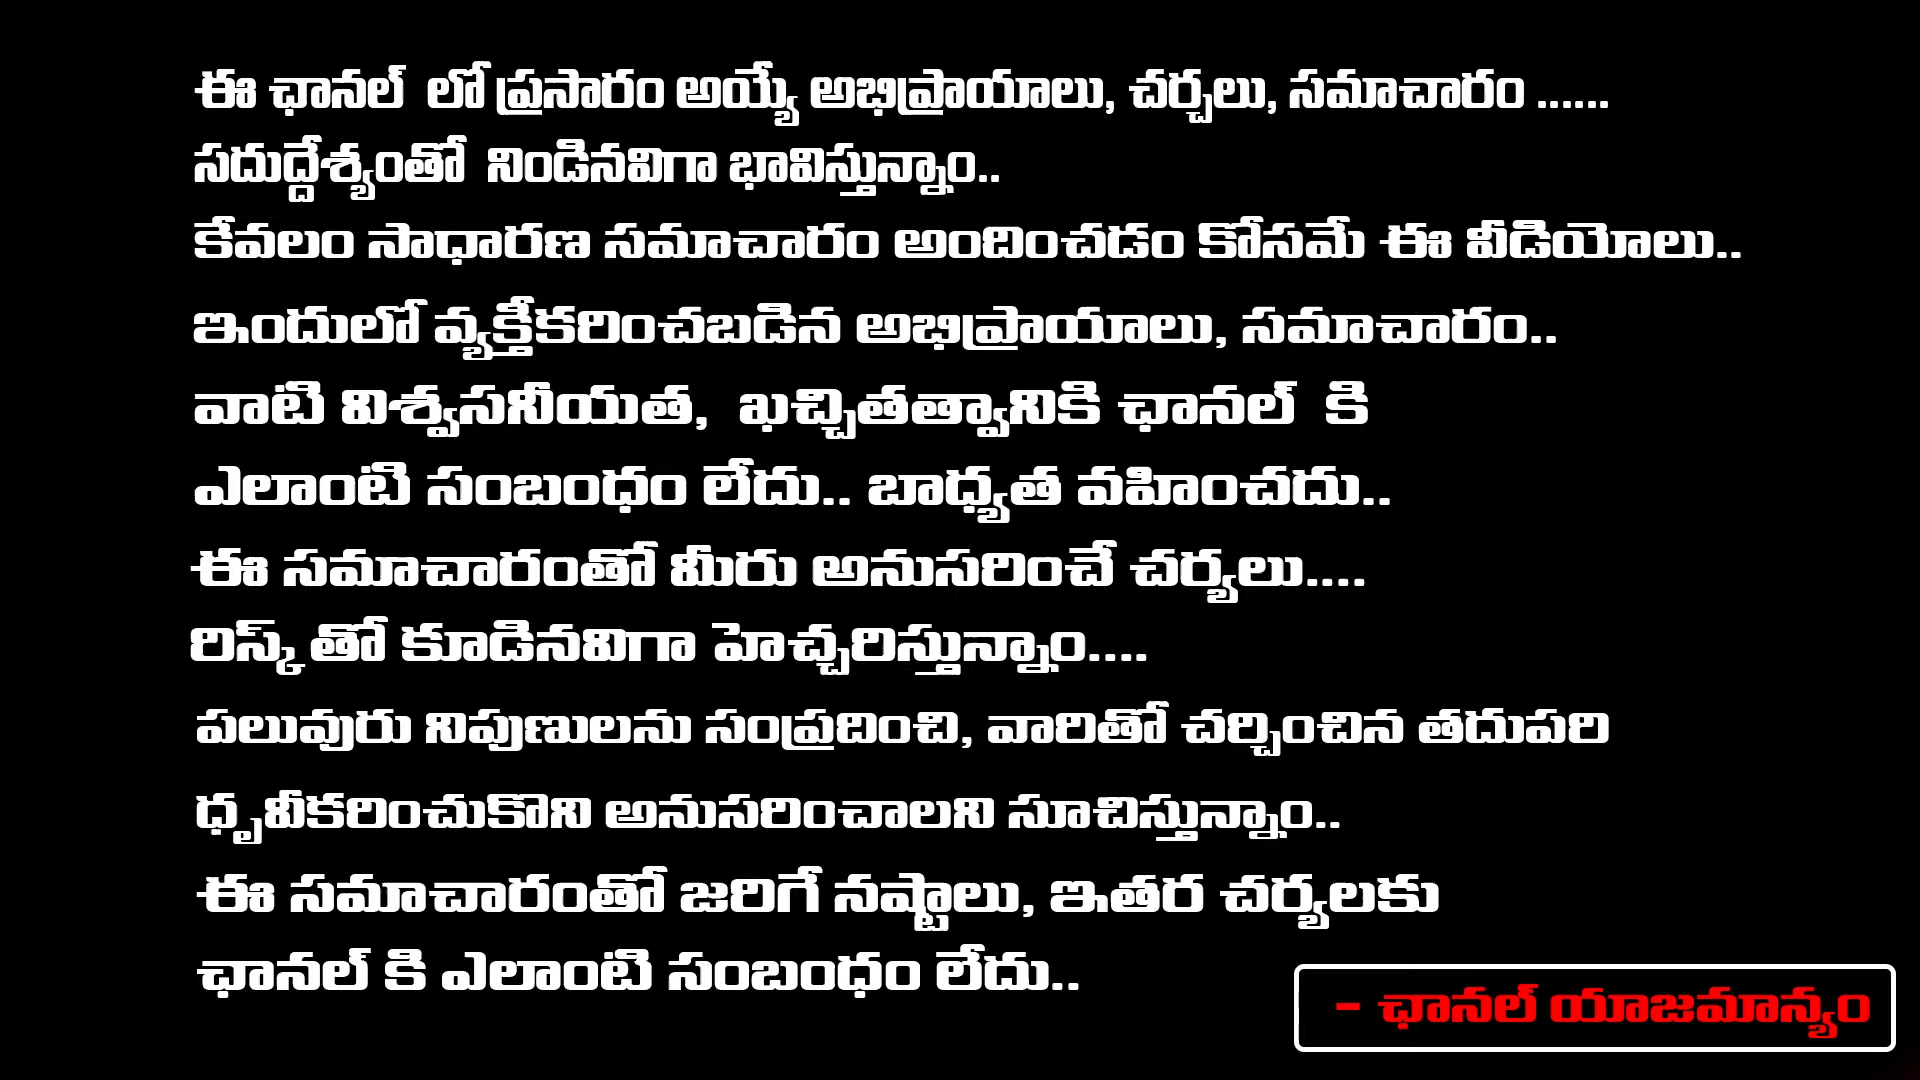 ఈ ఛానల్ లో ప్రసారం అయ్యే అభిప్రాయాలు, చర్చలు, సమాచారం ......
సదుద్దేశ్యంతో నిండినవిగా భావిస్తున్నాం..
కేవలం సాధారణ సమాచారం అందించడం కోసమే ఈ వీడియోలు..
ఇందులో వ్యక్తీకరించబడిన అభిప్రాయాలు, సమాచారం..
వాటి విశ్వసనీయత, ఖచ్చితత్వానికి ఛానల్ కి
ఎలాంటి సంబంధం లేదు.. బాధ్యత వహించదు..
ఈ సమాచారంతో మీరు అనుసరించే చర్యలు....
రిస్క్ తో కూడినవిగా హెచ్చరిస్తున్నాం....
పలువురు నిపుణులను సంప్రదించి, వారితో చర్చించిన తదుపరి
ధృవీకరించుకొని అనుసరించాలని సూచిస్తున్నాం..
ఈ సమాచారంతో జరిగే నష్టాలు, ఇతర చర్యలకు
ఛానల్ కి ఎలాంటి సంబంధం లేదు..
- ఛానల్ యాజమాన్యం